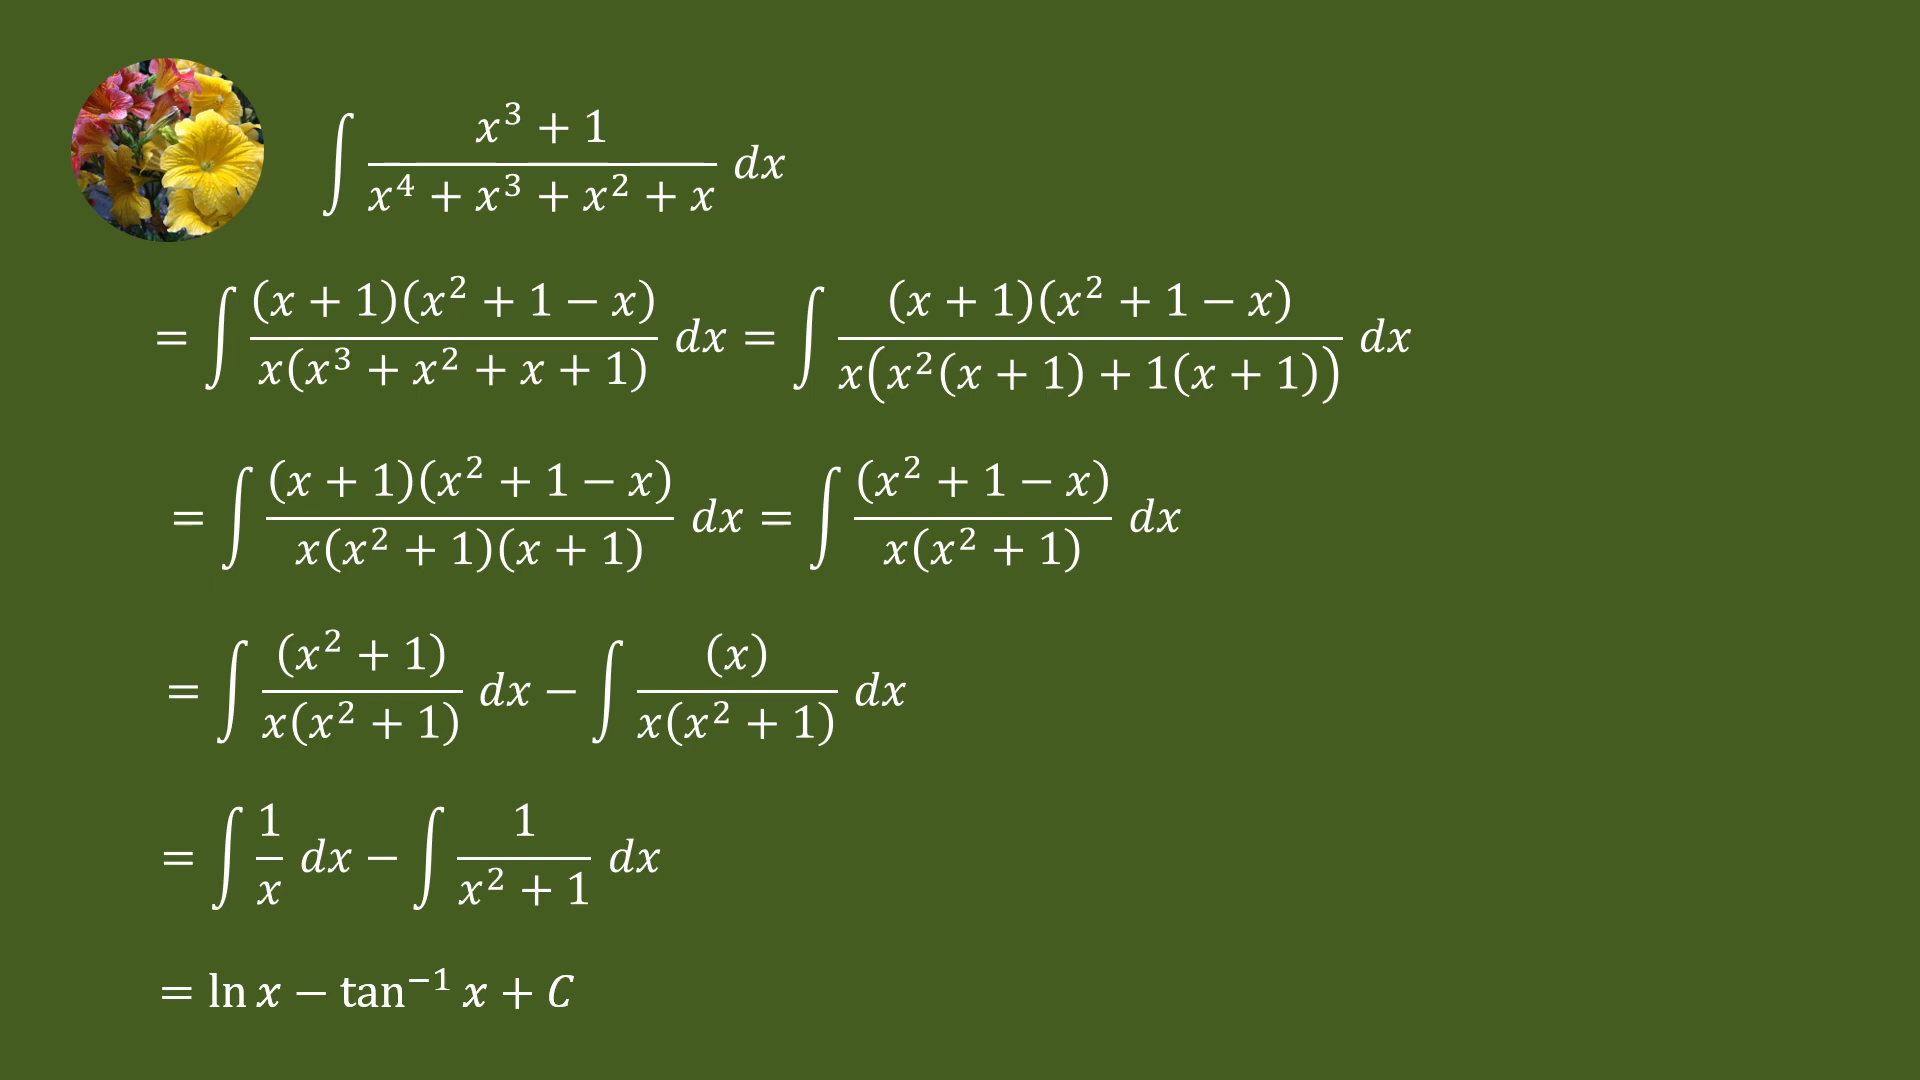 ∫ (x³ + 1)/(x⁴ + x³ + x² + x) dx
= ∫ ((x + 1)(x² + 1 − x))/(x(x³ + x² + x + 1)) dx = ∫ ((x + 1)(x² + 1 − x))/(x(x²(x + 1) + 1(x + 1))) dx
= ∫ ((x + 1)(x² + 1 − x))/(x(x² + 1)(x + 1)) dx = ∫ (x² + 1 − x)/(x(x² + 1)) dx
= ∫ (x² + 1)/(x(x² + 1)) dx − ∫ (x)/(x(x² + 1)) dx
= ∫ 1/x dx − ∫ 1/(x² + 1) dx
= ln x − tan⁻¹ x + C